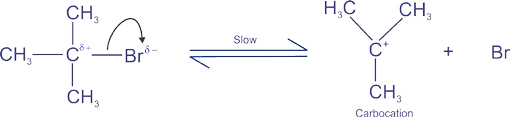 CH₃
CH₃ C^δ+ Br^δ−
CH₃
Slow
H₃C CH₃
C⁺ + Br
CH₃
Carbocation